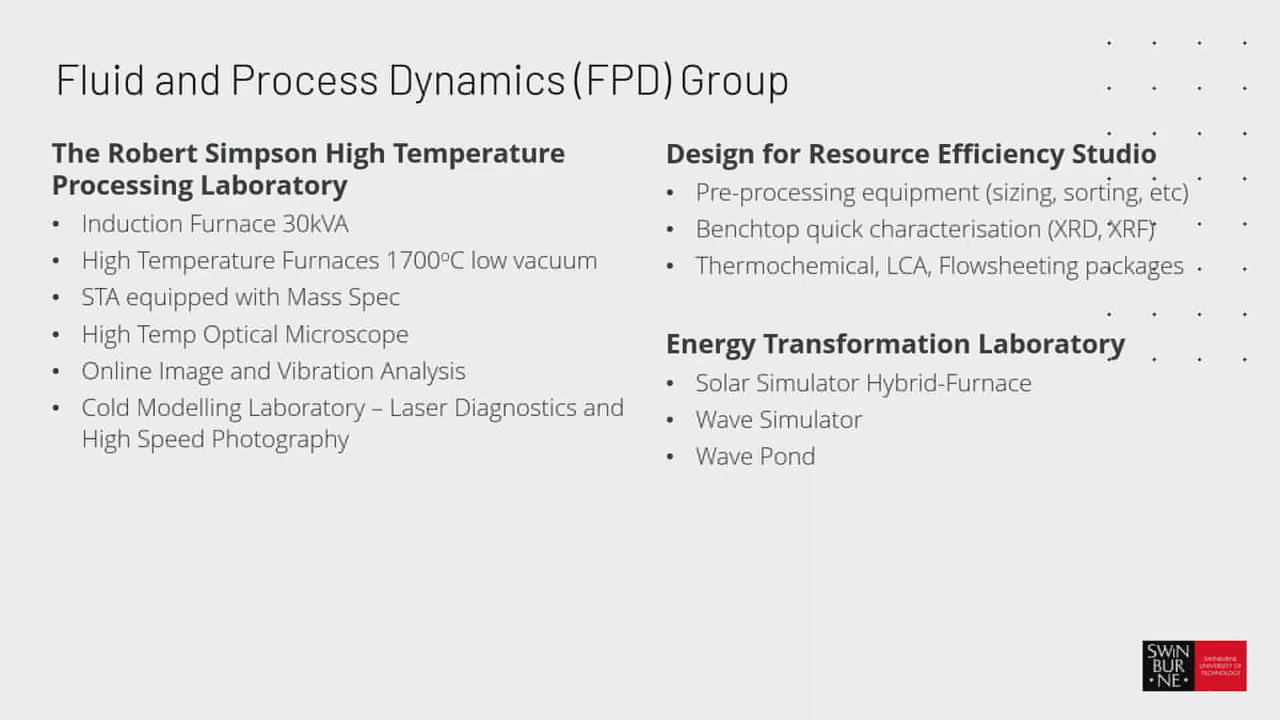 Fluid and Process Dynamics (FPD) Group
The Robert Simpson High Temperature
Processing Laboratory
• Induction Furnace 30kVA
• High Temperature Furnaces 1700ºC low vacuum
• STA equipped with Mass Spec
• High Temp Optical Microscope
• Online Image and Vibration Analysis
• Cold Modelling Laboratory – Laser Diagnostics and
High Speed Photography
Design for Resource Efficiency Studio
• Pre-processing equipment (sizing, sorting, etc)
• Benchtop quick characterisation (XRD, XRF)
• Thermochemical, LCA, Flowsheeting packages
Energy Transformation Laboratory
• Solar Simulator Hybrid-Furnace
• Wave Simulator
• Wave Pond
SWIN
BUR
• NE •
SWINBURNE
UNIVERSITY OF
TECHNOLOGY